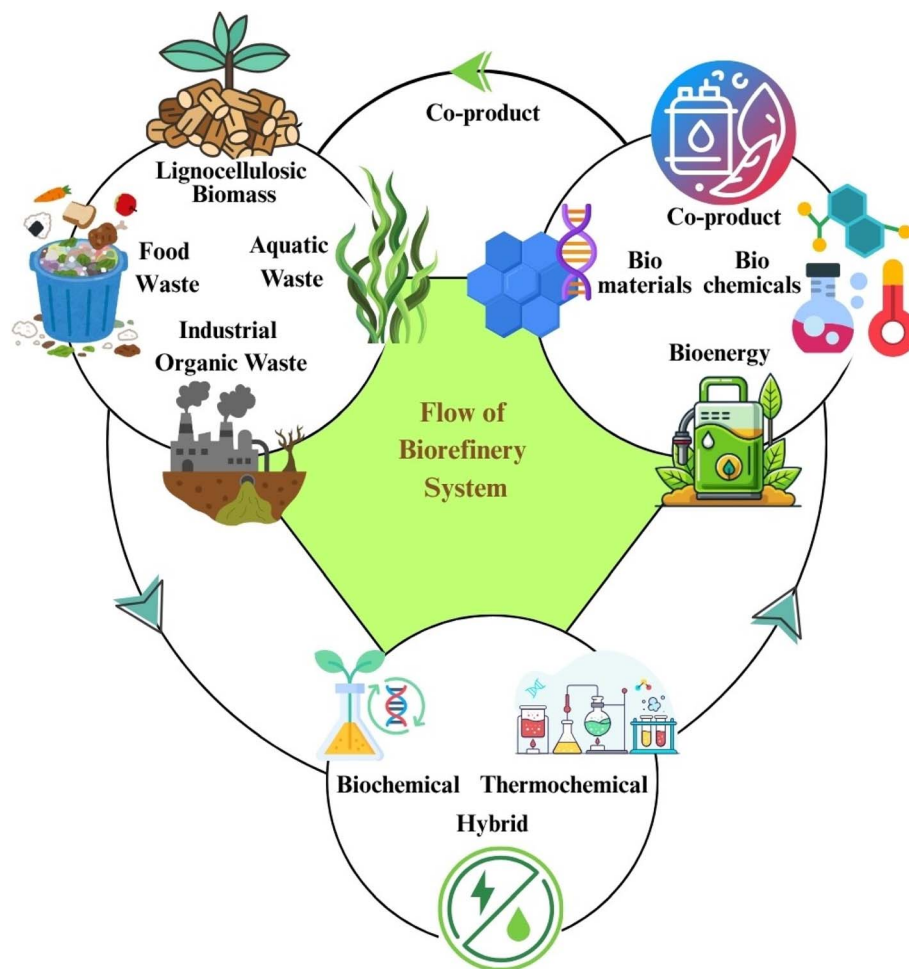 Co-product
Lignocellulosic
Biomass
Food
Waste
Aquatic
Waste
Industrial
Organic Waste
Co-product
Bio
materials
Bio
chemicals
Bioenergy
Flow of
Biorefinery
System
Biochemical
Thermochemical
Hybrid